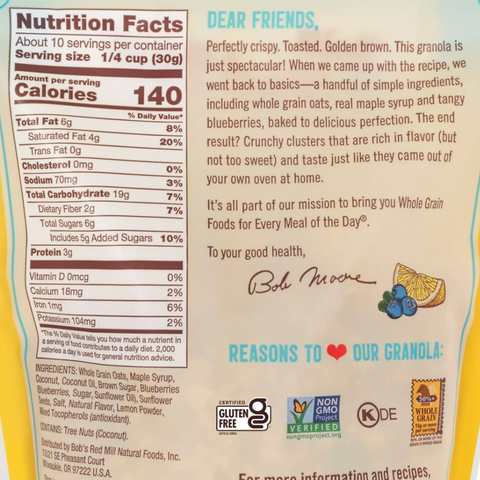 Nutrition Facts
About 10 servings per container
Serving size 1/4 cup (30g)
Amount per serving
Calories 140
% Daily Value*
Total Fat 6g 8%
Saturated Fat 4g 20%
Trans Fat 0g
Cholesterol 0mg 0%
Sodium 70mg 3%
Total Carbohydrate 19g 7%
Dietary Fiber 2g 7%
Total Sugars 6g
Includes 5g Added Sugars 10%
Protein 3g
Vitamin D 0mcg 0%
Calcium 18mg 2%
Iron 1mg 6%
Potassium 104mg 2%
*The % Daily Value tells you how much a nutrient in
a serving of food contributes to a daily diet. 2,000
calories a day is used for general nutrition advice.
INGREDIENTS: Whole Grain Oats, Maple Syrup,
Coconut, Coconut Oil, Brown Sugar, Blueberries
(Blueberries, Sugar, Sunflower Oil), Sunflower
Seeds, Salt, Natural Flavor, Lemon Powder,
Mixed Tocopherols (antioxidant).
CONTAINS: Tree Nuts (Coconut).
Distributed by Bob's Red Mill Natural Foods, Inc.
13521 SE Pheasant Court
Milwaukie, OR 97222 U.S.A.
DEAR FRIENDS,
Perfectly crispy. Toasted. Golden brown. This granola is
just spectacular! When we came up with the recipe, we
went back to basics—a handful of simple ingredients,
including whole grain oats, real maple syrup and tangy
blueberries, baked to delicious perfection. The end
result? Crunchy clusters that are rich in flavor (but
not too sweet) and taste just like they came out of
your own oven at home.
It's all part of our mission to bring you Whole Grain
Foods for Every Meal of the Day®.
To your good health,
Bob Moore
REASONS TO OUR GRANOLA:
CERTIFIED
GLUTEN
FREE
GFCO.ORG
NON
GMO
Project
VERIFIED
nongmoproject.org
K DE
50%+
WHOLE
GRAIN
15g or more
per serving
For more information and recipes,